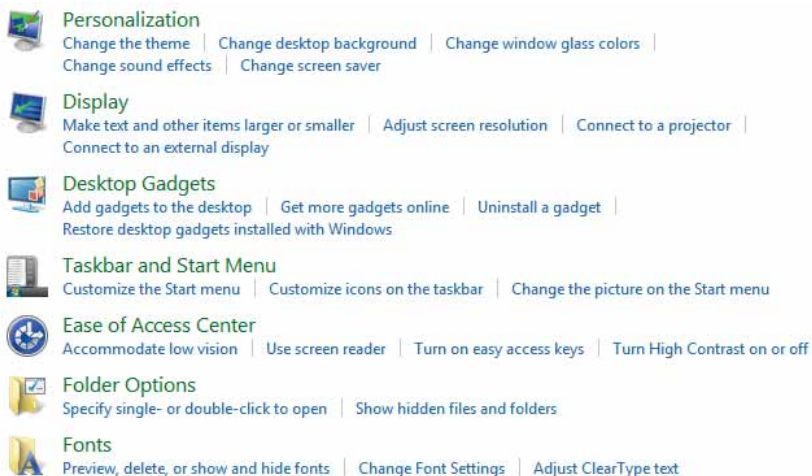 Personalization
Change the theme | Change desktop background | Change window glass colors |
Change sound effects | Change screen saver
Display
Make text and other items larger or smaller | Adjust screen resolution | Connect to a projector |
Connect to an external display
Desktop Gadgets
Add gadgets to the desktop | Get more gadgets online | Uninstall a gadget |
Restore desktop gadgets installed with Windows
Taskbar and Start Menu
Customize the Start menu | Customize icons on the taskbar | Change the picture on the Start menu
Ease of Access Center
Accommodate low vision | Use screen reader | Turn on easy access keys | Turn High Contrast on or off
Folder Options
Specify single- or double-click to open | Show hidden files and folders
Fonts
Preview, delete, or show and hide fonts | Change Font Settings | Adjust ClearType text